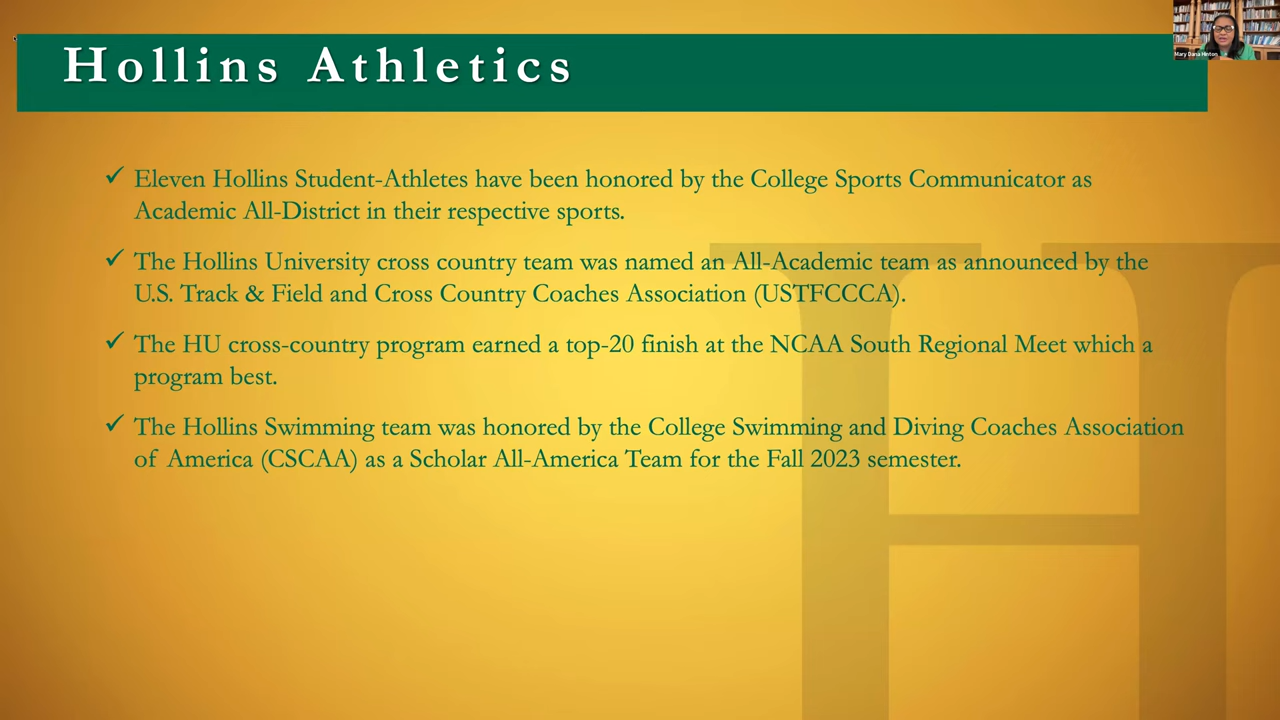 Hollins Athletics
Mary Dana Hinton
✓ Eleven Hollins Student-Athletes have been honored by the College Sports Communicator as
Academic All-District in their respective sports.
✓ The Hollins University cross country team was named an All-Academic team as announced by the
U.S. Track & Field and Cross Country Coaches Association (USTFCCCA).
✓ The HU cross-country program earned a top-20 finish at the NCAA South Regional Meet which a
program best.
✓ The Hollins Swimming team was honored by the College Swimming and Diving Coaches Association
of America (CSCAA) as a Scholar All-America Team for the Fall 2023 semester.
H